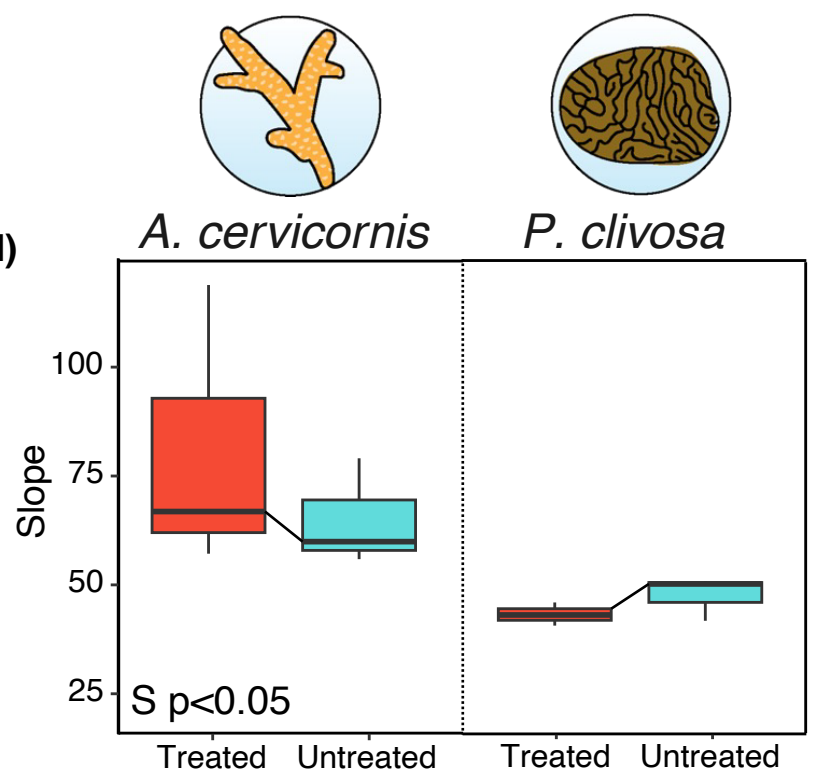 A. cervicornis P. clivosa
)
Slope
100
75
50
25
S p<0.05
Treated Untreated Treated Untreated